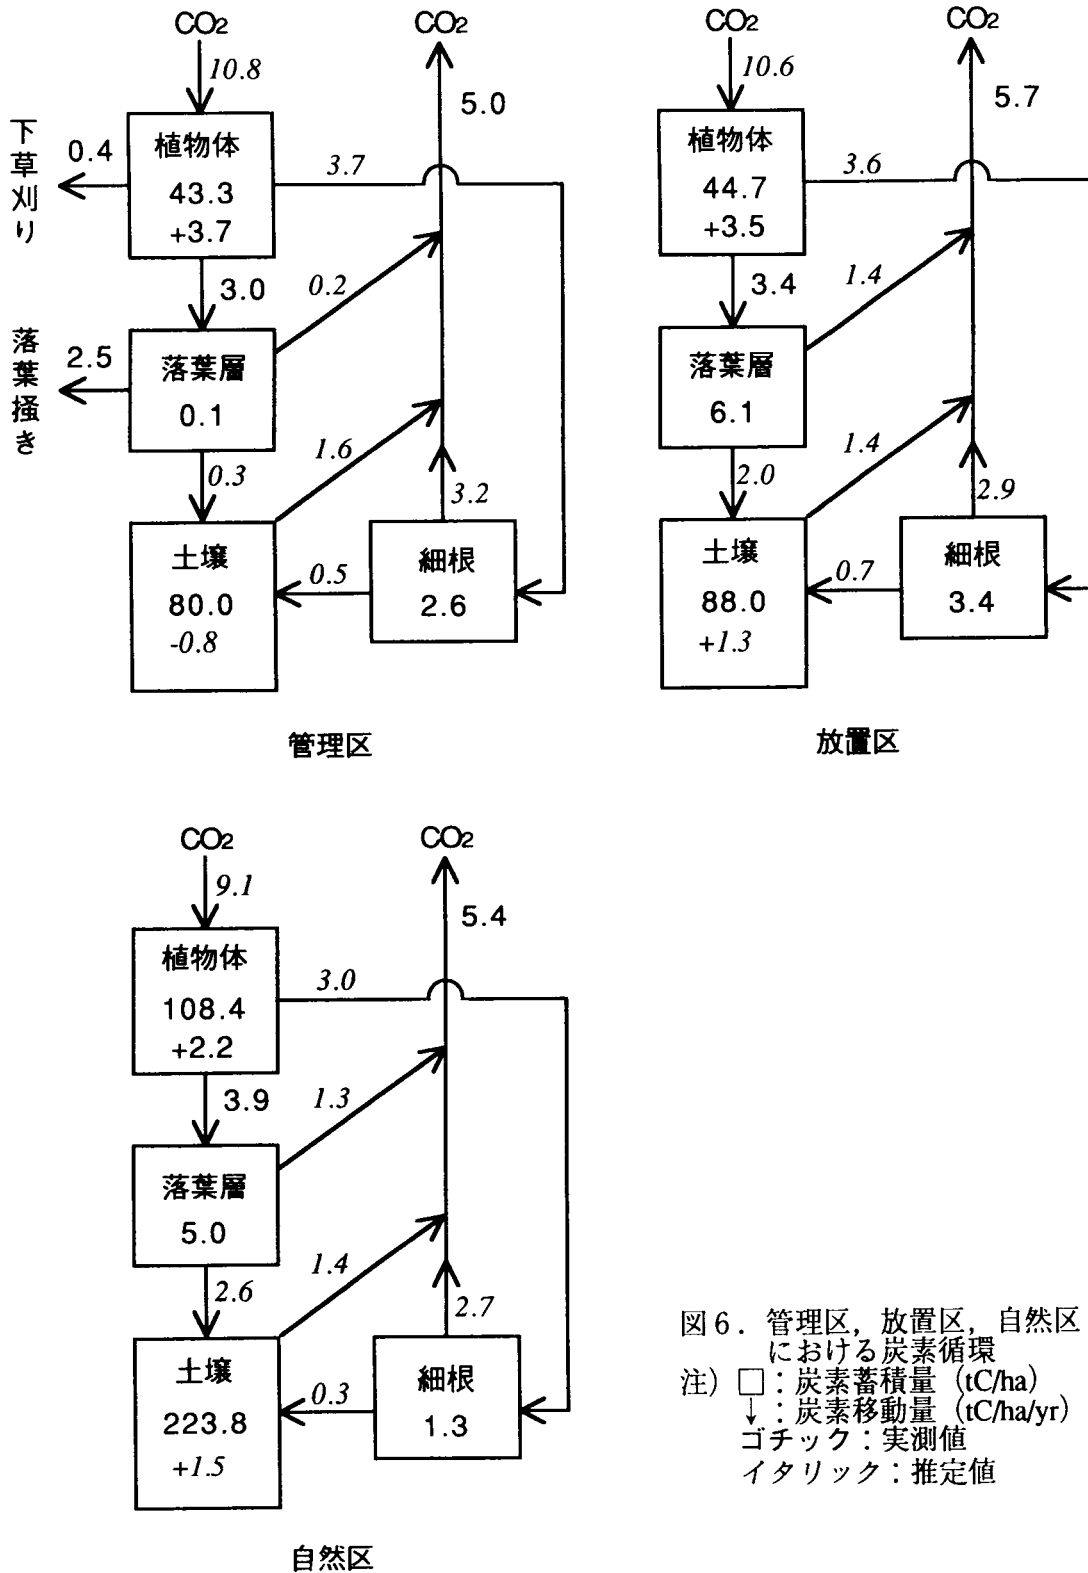 CO2
10.8
CO2
5.0
下草刈り
0.4
植物体
43.3
+3.7
3.7
3.0
0.2
落葉掻き
2.5
落葉層
0.1
0.3
1.6
3.2
土壌
80.0
-0.8
0.5
細根
2.6
管理区
CO2
10.6
CO2
5.7
植物体
44.7
+3.5
3.6
3.4
1.4
落葉層
6.1
2.0
1.4
2.9
土壌
88.0
+1.3
0.7
細根
3.4
放置区
CO2
9.1
CO2
5.4
植物体
108.4
+2.2
3.0
3.9
1.3
落葉層
5.0
2.6
1.4
2.7
土壌
223.8
+1.5
0.3
細根
1.3
自然区
図6. 管理区, 放置区, 自然区
における炭素循環
注) □:炭素蓄積量 (tC/ha)
↓:炭素移動量 (tC/ha/yr)
ゴチック:実測値
イタリック:推定値